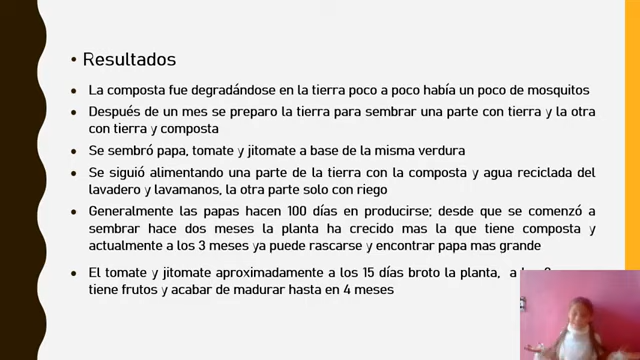 • Resultados
• La composta fue degradándose en la tierra poco a poco había un poco de mosquitos
• Después de un mes se preparo la tierra para sembrar una parte con tierra y la otra
con tierra y composta
• Se sembró papa, tomate y jitomate a base de la misma verdura
• Se siguió alimentando una parte de la tierra con la composta y agua reciclada del
lavadero y lavamanos, la otra parte solo con riego
• Generalmente las papas hacen 100 días en producirse; desde que se comenzó a
sembrar hace dos meses la planta ha crecido mas la que tiene composta y
actualmente a los 3 meses ya puede rascarse y encontrar papa mas grande
• El tomate y jitomate aproximadamente a los 15 días broto la planta, a
tiene frutos y acabar de madurar hasta en 4 meses